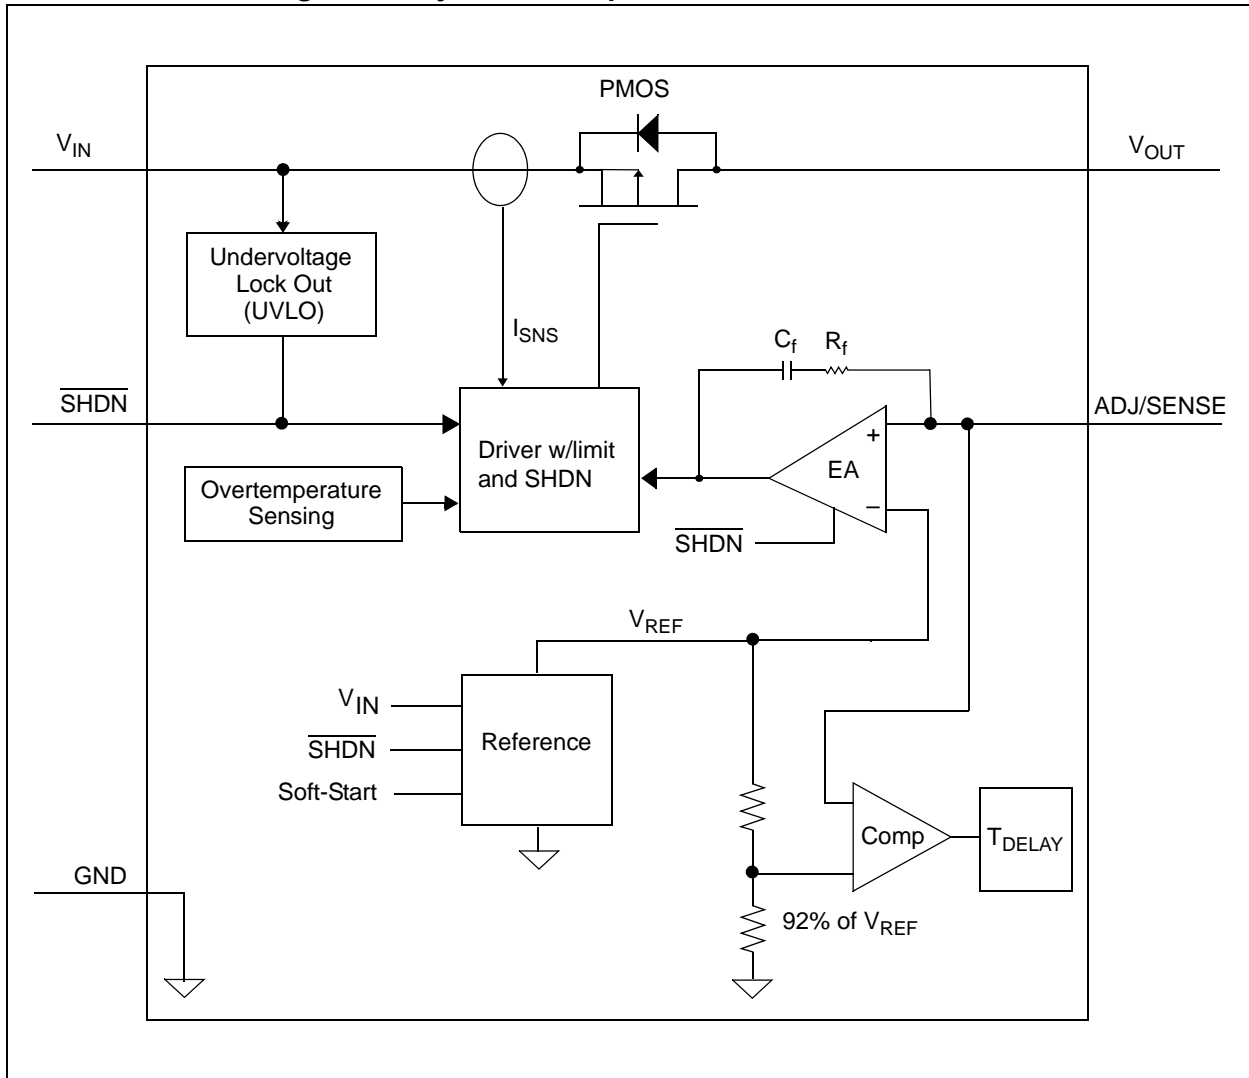 PMOS
V_IN
V_OUT
Undervoltage
Lock Out
(UVLO)
I_SNS
C_f
R_f
SHDN
ADJ/SENSE
Driver w/limit
and SHDN
+
EA
−
Overtemperature
Sensing
SHDN
V_REF
V_IN
SHDN
Soft-Start
Reference
Comp
T_DELAY
GND
92% of V_REF